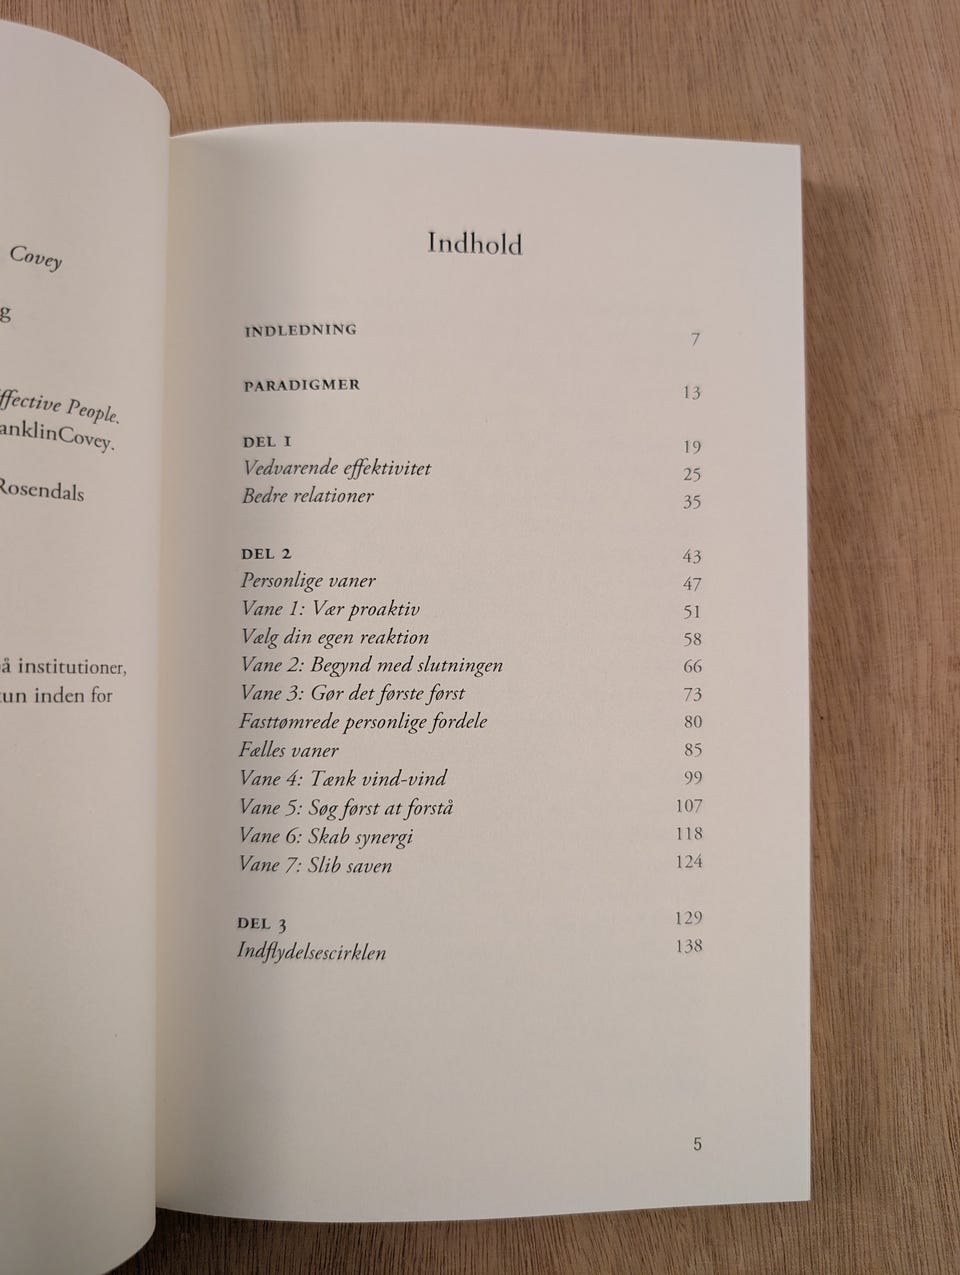 Covey
g
ffective People.
anklinCovey.
Rosendals
å institutioner,
tun inden for
Indhold
INDLEDNING 7
PARADIGMER 13
DEL 1 19
Vedvarende effektivitet 25
Bedre relationer 35
DEL 2 43
Personlige vaner 47
Vane 1: Vær proaktiv 51
Vælg din egen reaktion 58
Vane 2: Begynd med slutningen 66
Vane 3: Gør det første først 73
Fasttømrede personlige fordele 80
Fælles vaner 85
Vane 4: Tænk vind-vind 99
Vane 5: Søg først at forstå 107
Vane 6: Skab synergi 118
Vane 7: Slib saven 124
DEL 3 129
Indflydelsescirklen 138
5